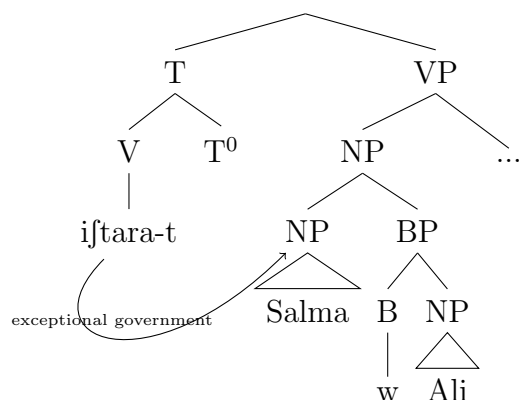 T VP
V T⁰ NP ...
iʃtara-t NP BP
Salma B NP
exceptional government
w Ali